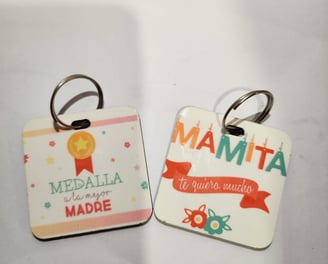 MEDALLA
a la mejor
MADRE
MAMITA
te quiero mucho